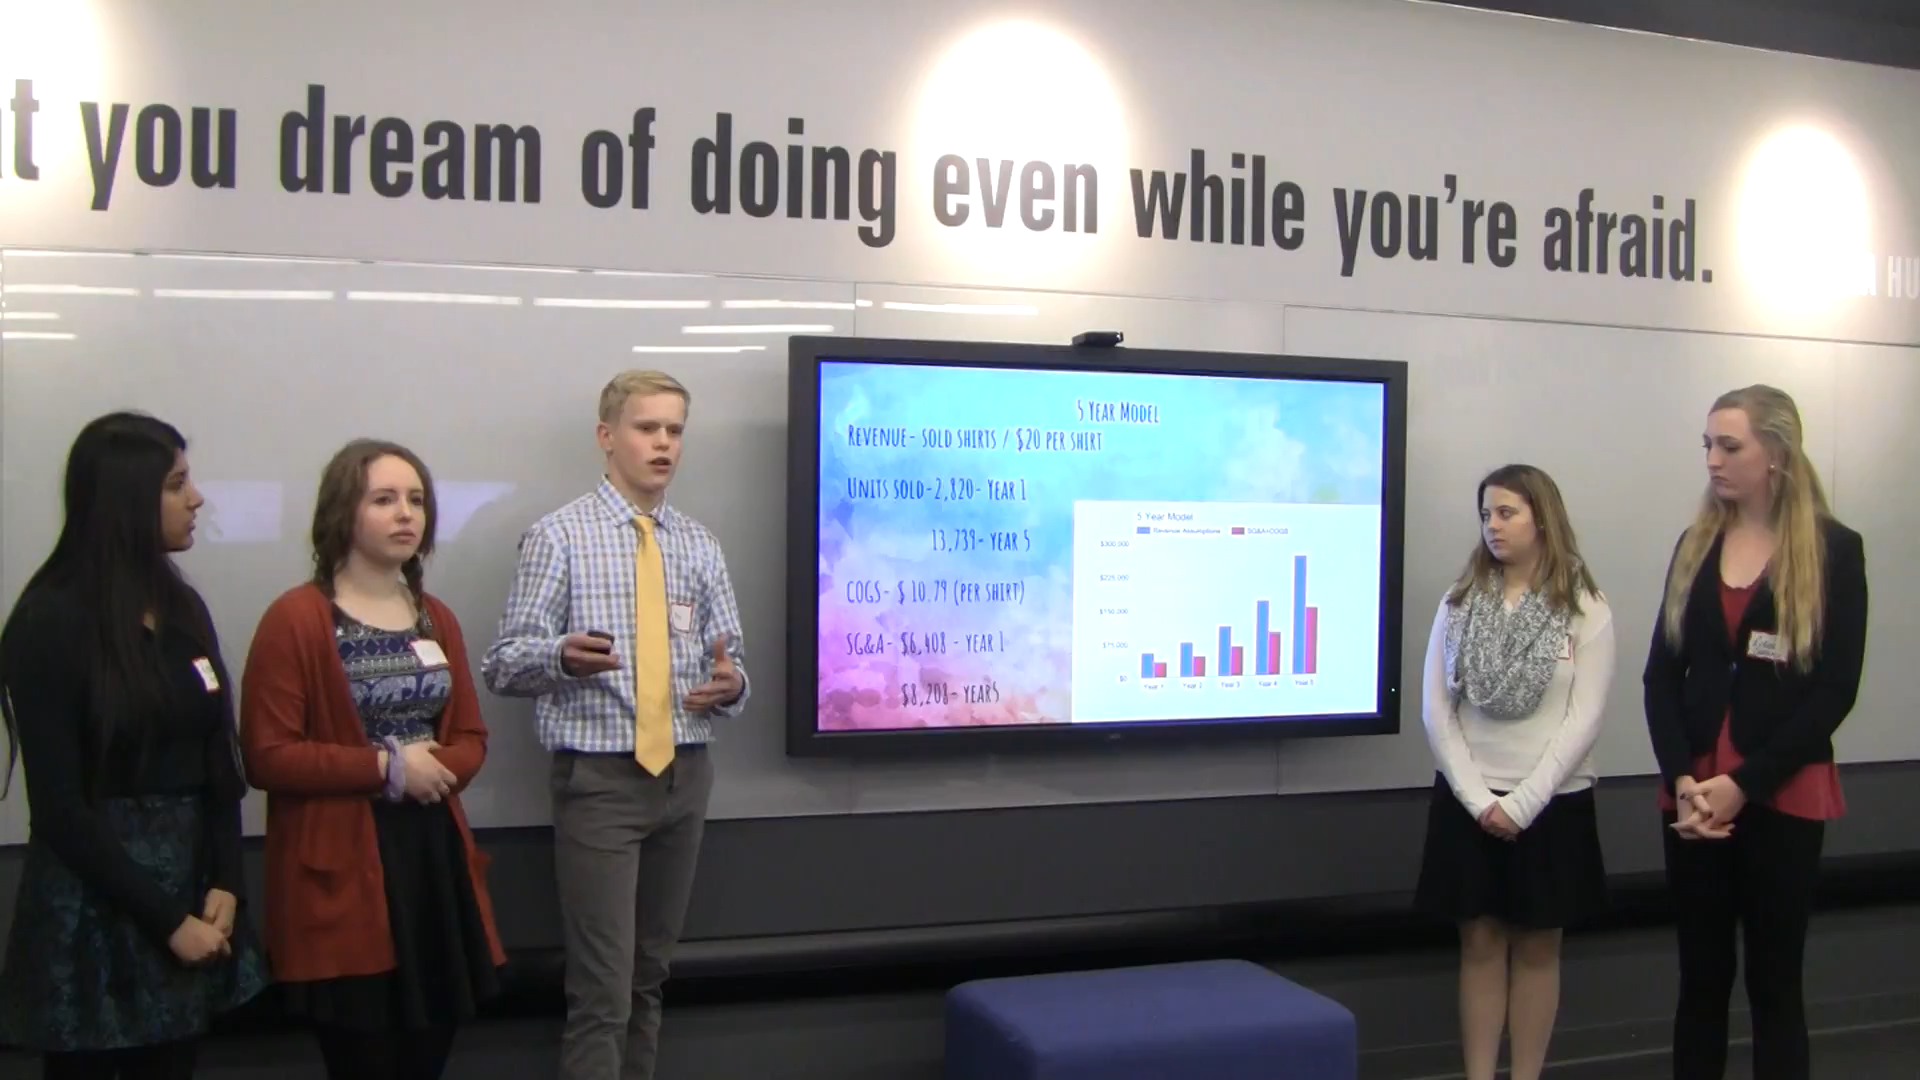 t you dream of doing even while you're afraid.
HU
5 YEAR MODEL
REVENUE- SOLD SHIRTS / $20 PER SHIRT
UNITS SOLD-2,820- YEAR 1
13,739- YEAR 5
COGS- $ 10.79 (PER SHIRT)
SG&A- $6,408 - YEAR 1
$8,208- YEAR5
5 Year Model
Revenue Assumptions SG&A+COGS
$300,000
$225,000
$150,000
$75,000
$0
Year 1 Year 2 Year 3 Year 4 Year 5